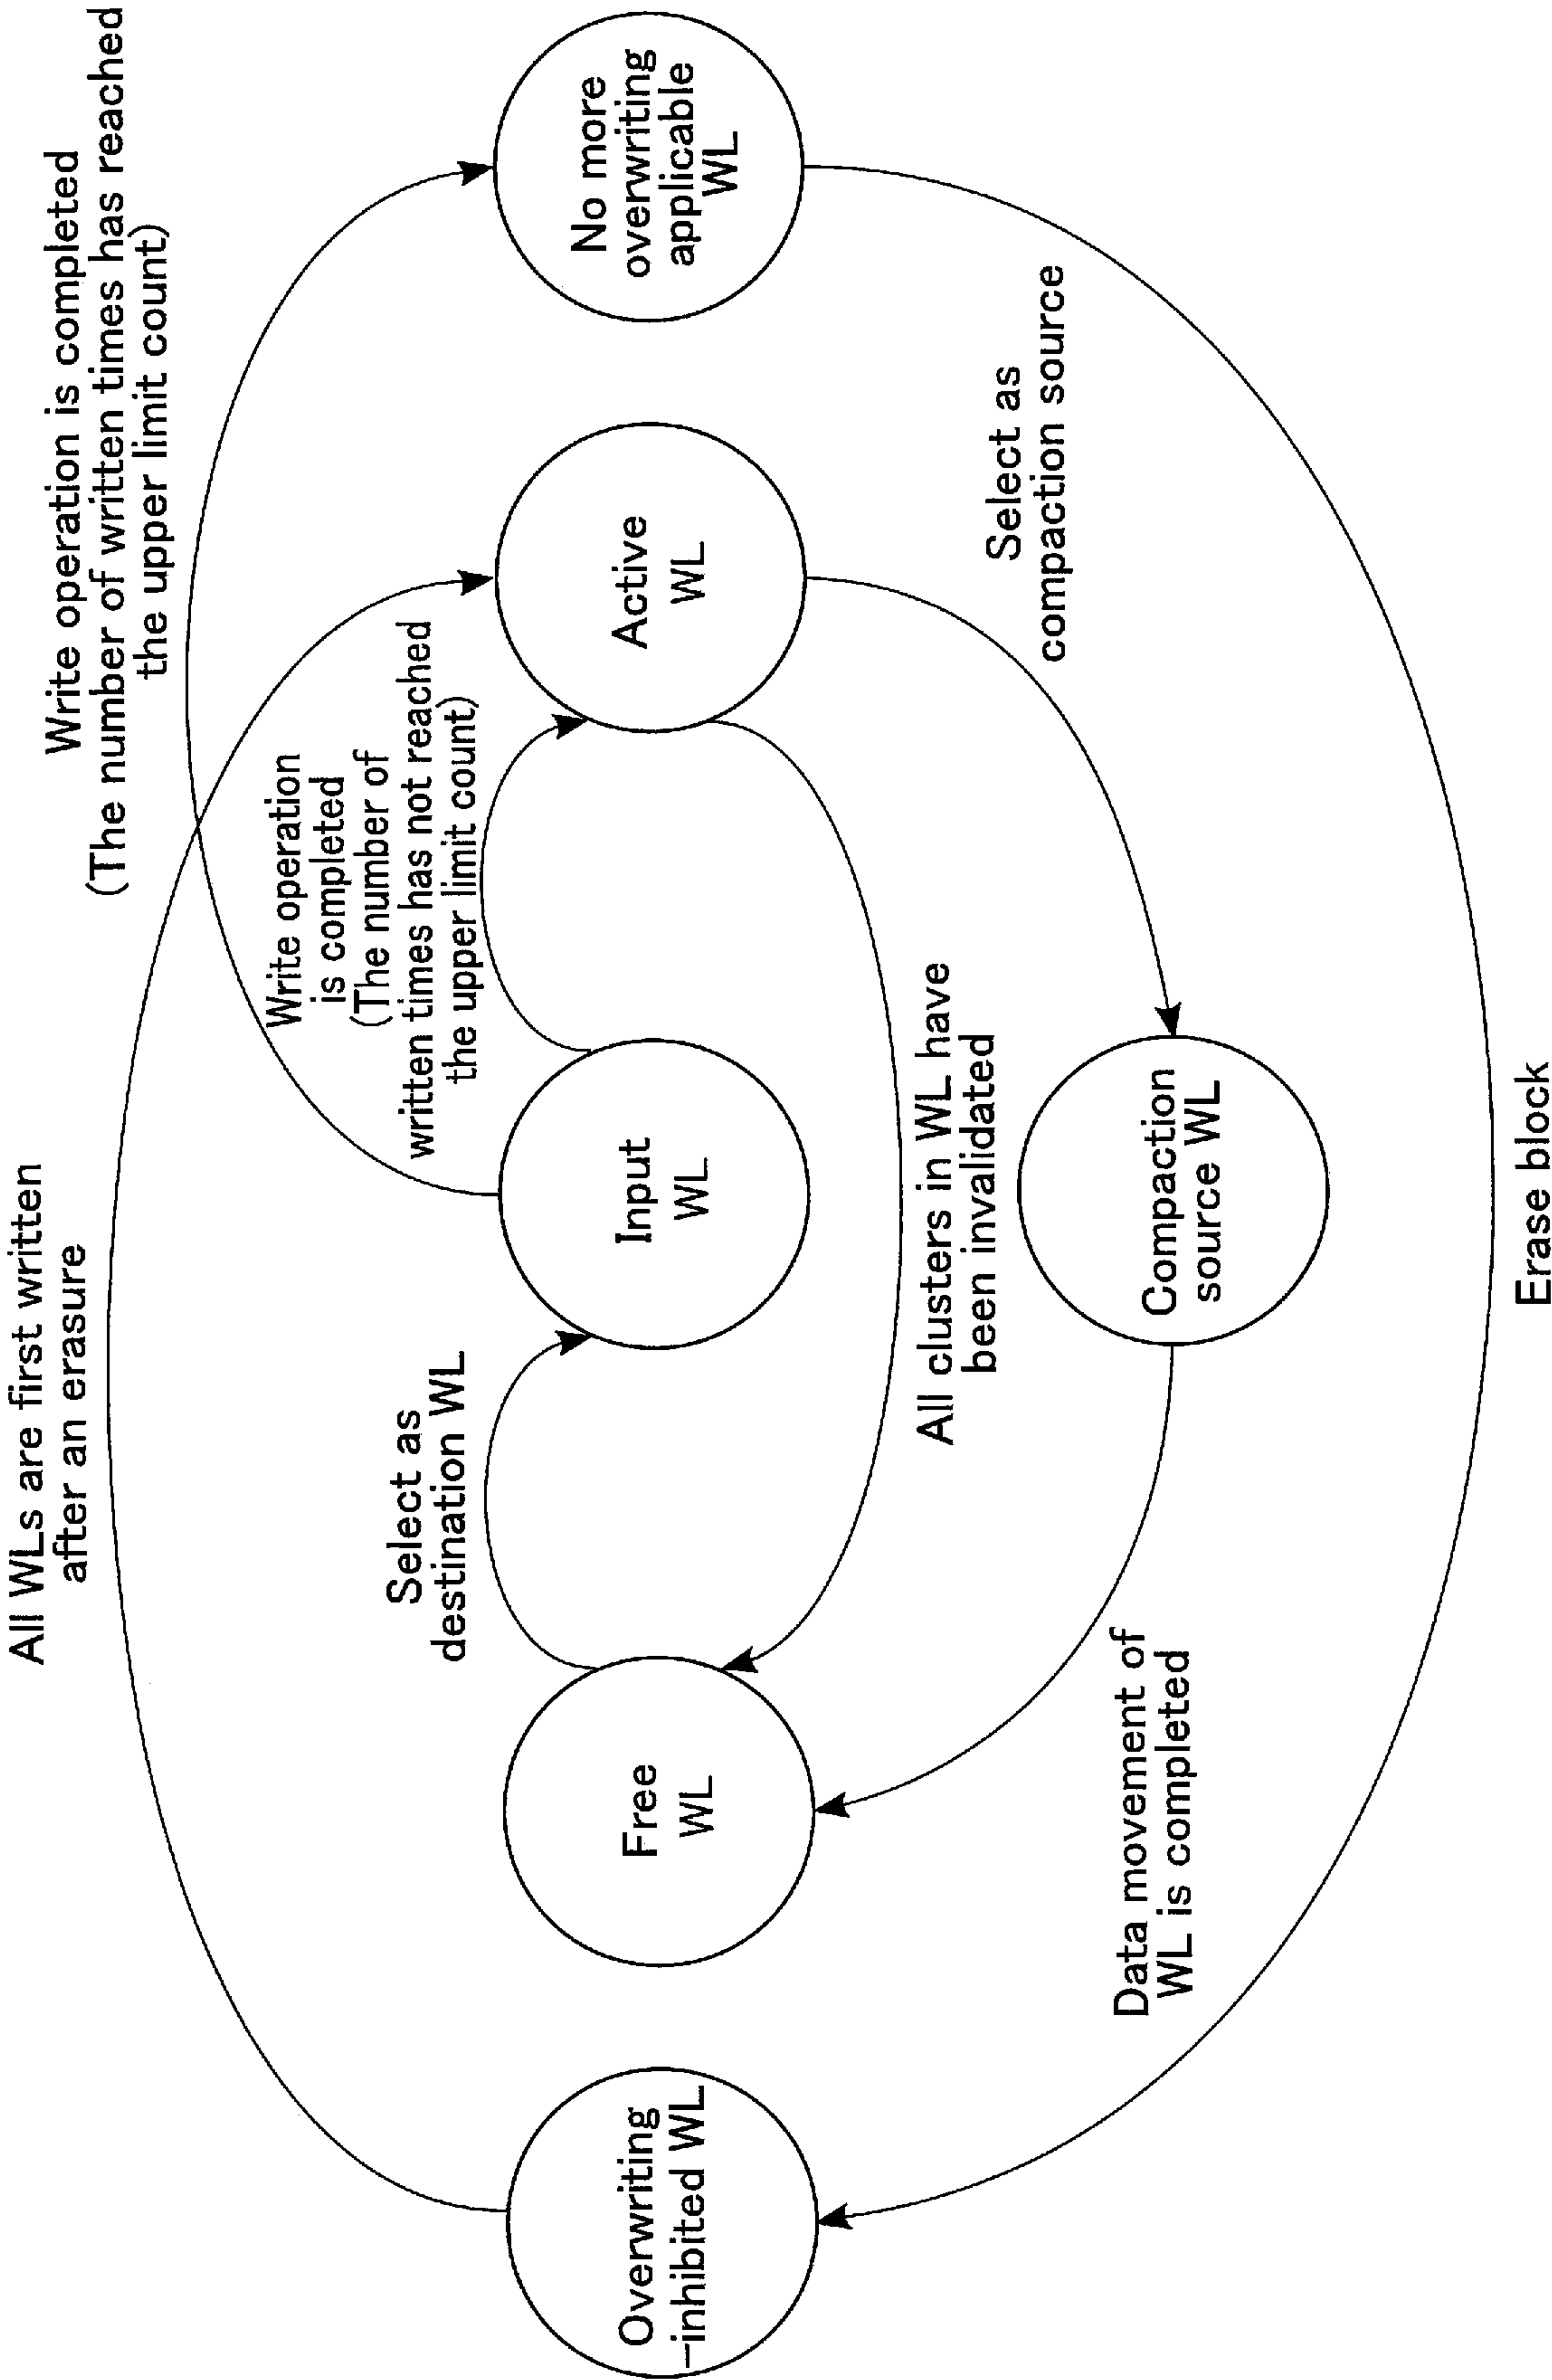 All WLs are first written
after an erasure
Write operation is completed
(The number of written times has reached
the upper limit count)
Write operation
is completed
(The number of
written times has not reached
the upper limit count)
Select as
destination WL
Overwriting
-inhibited WL
Free
WL
Input
WL
Active
WL
No more
overwriting
applicable
WL
All clusters in WL have
been invalidated
Select as
compaction source
Compaction
source WL
Data movement of
WL is completed
Erase block